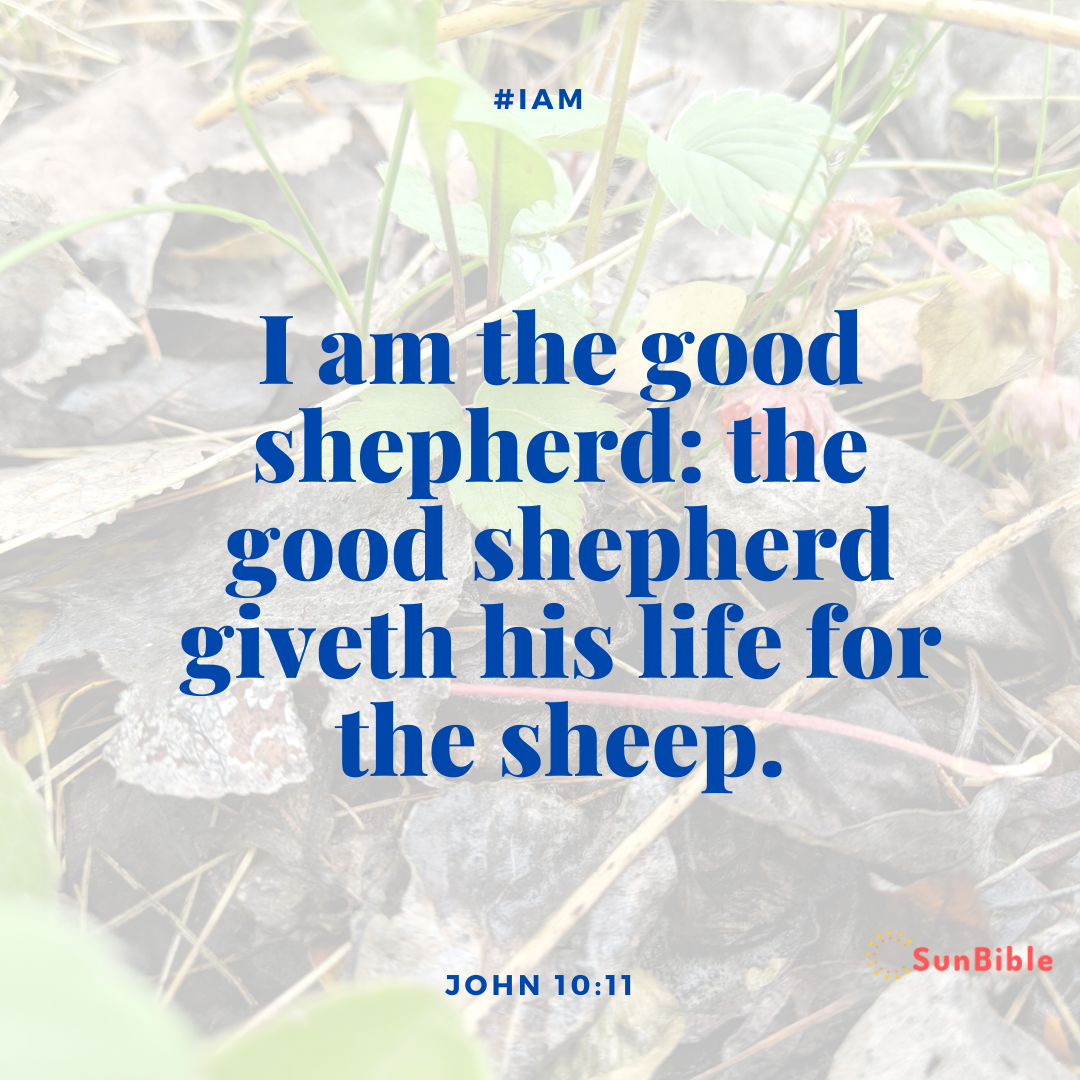 #IAM
I am the good
shepherd: the
good shepherd
giveth his life for
the sheep.
SunBible
JOHN 10:11